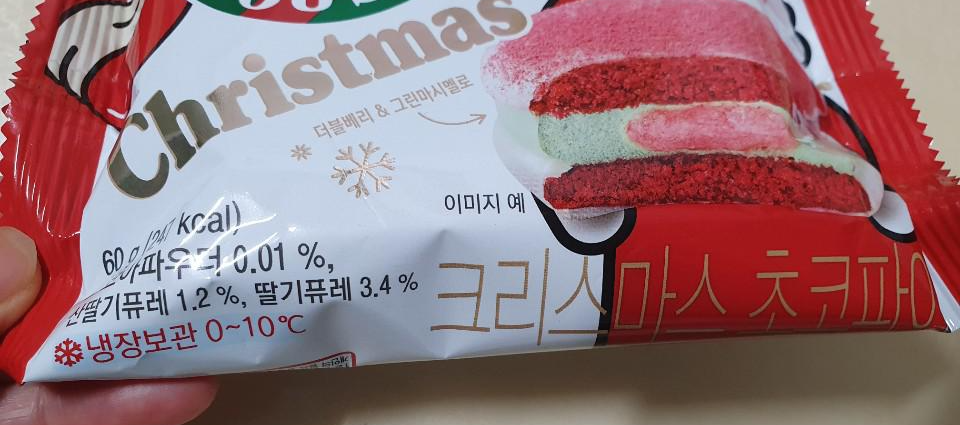 Christmas
더블베리 & 그린마시멜로
이미지 예
60 g (247 kcal)
파우더 0.01 %,
딸기퓨레 1.2 %, 딸기퓨레 3.4 %
냉장보관 0~10℃
크리스마스 초코파이